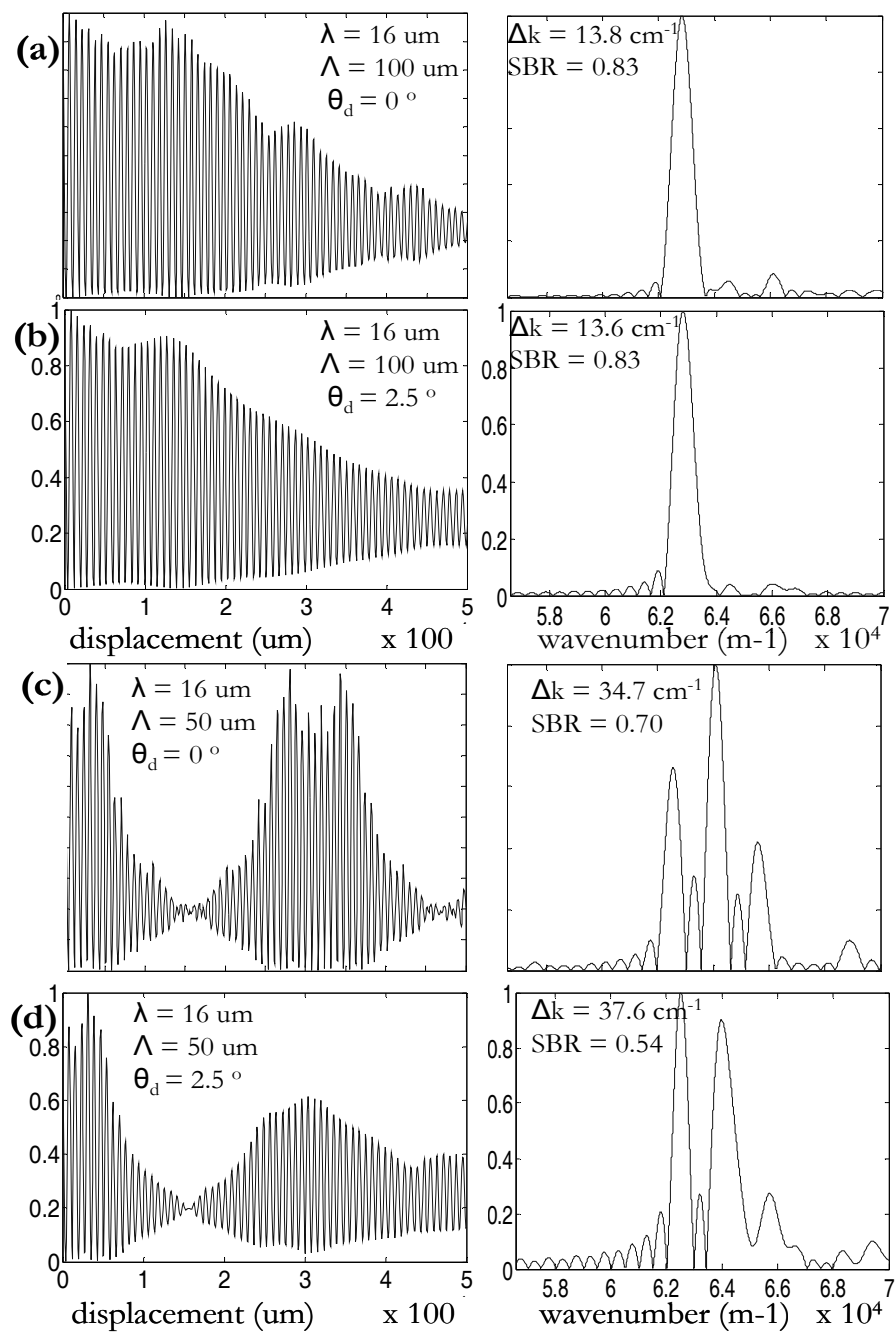 (a)
λ = 16 um
Λ = 100 um
θd = 0 °
Δk = 13.8 cm-1
SBR = 0.83
(b)
1
0.8
0.6
0.4
0.2
0
λ = 16 um
Λ = 100 um
θd = 2.5 °
0 1 2 3 4 5
displacement (um) x 100
Δk = 13.6 cm-1
SBR = 0.83
1
0.8
0.6
0.4
0.2
0
5.8 6 6.2 6.4 6.6 6.8 70
wavenumber (m-1) x 10⁴
(c)
λ = 16 um
Λ = 50 um
θd = 0 °
Δk = 34.7 cm-1
SBR = 0.70
(d)
1
0.8
0.6
0.4
0.2
0
λ = 16 um
Λ = 50 um
θd = 2.5 °
0 1 2 3 4 5
displacement (um) x 100
Δk = 37.6 cm-1
SBR = 0.54
1
0.8
0.6
0.4
0.2
0
5.8 6 6.2 6.4 6.6 6.8 70
wavenumber (m-1) x 10⁴